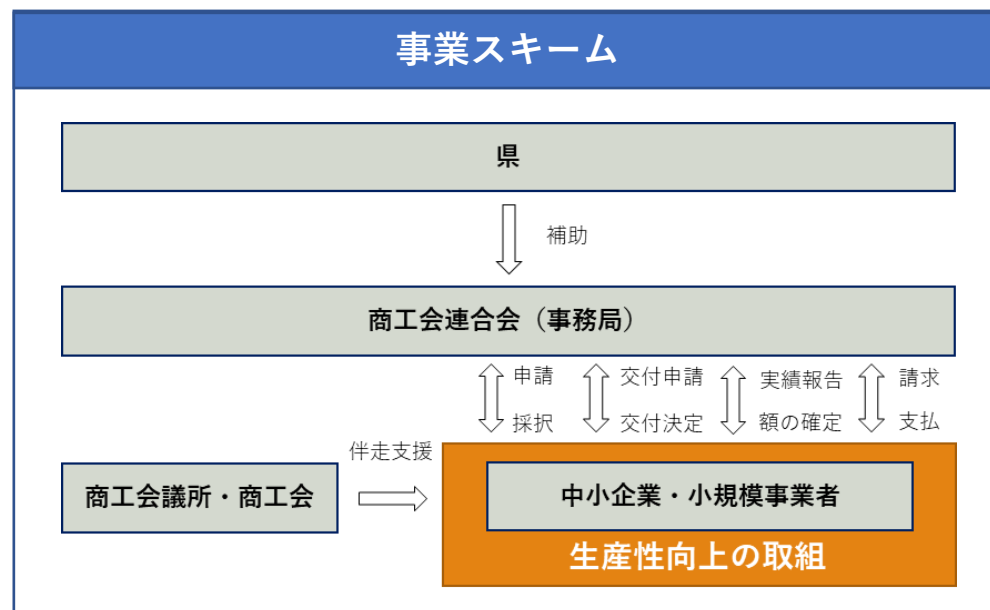 事業スキーム
県
補助
商工会連合会（事務局）
申請 交付申請 実績報告 請求
採択 交付決定 額の確定 支払
伴走支援
商工会議所・商工会
中小企業・小規模事業者
生産性向上の取組